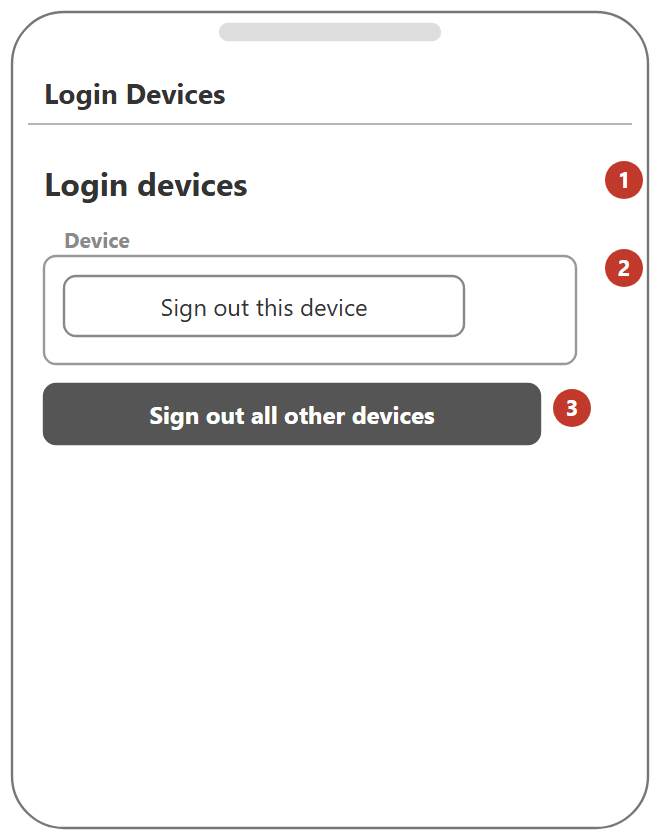 Login Devices
Login devices
1
Device
2
Sign out this device
Sign out all other devices
3